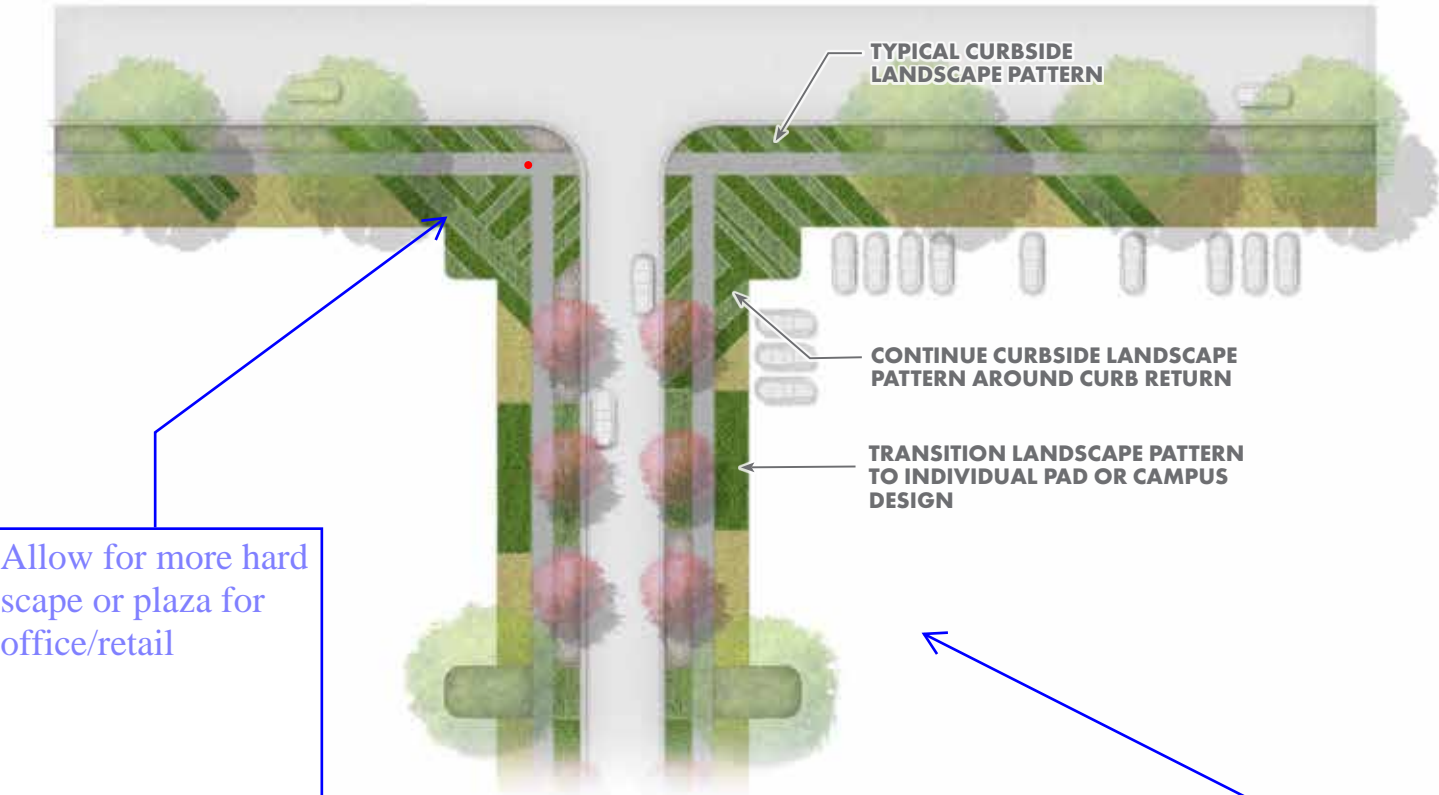 TYPICAL CURBSIDE
LANDSCAPE PATTERN
CONTINUE CURBSIDE LANDSCAPE
PATTERN AROUND CURB RETURN
TRANSITION LANDSCAPE PATTERN
TO INDIVIDUAL PAD OR CAMPUS
DESIGN
Allow for more hard
scape or plaza for
office/retail